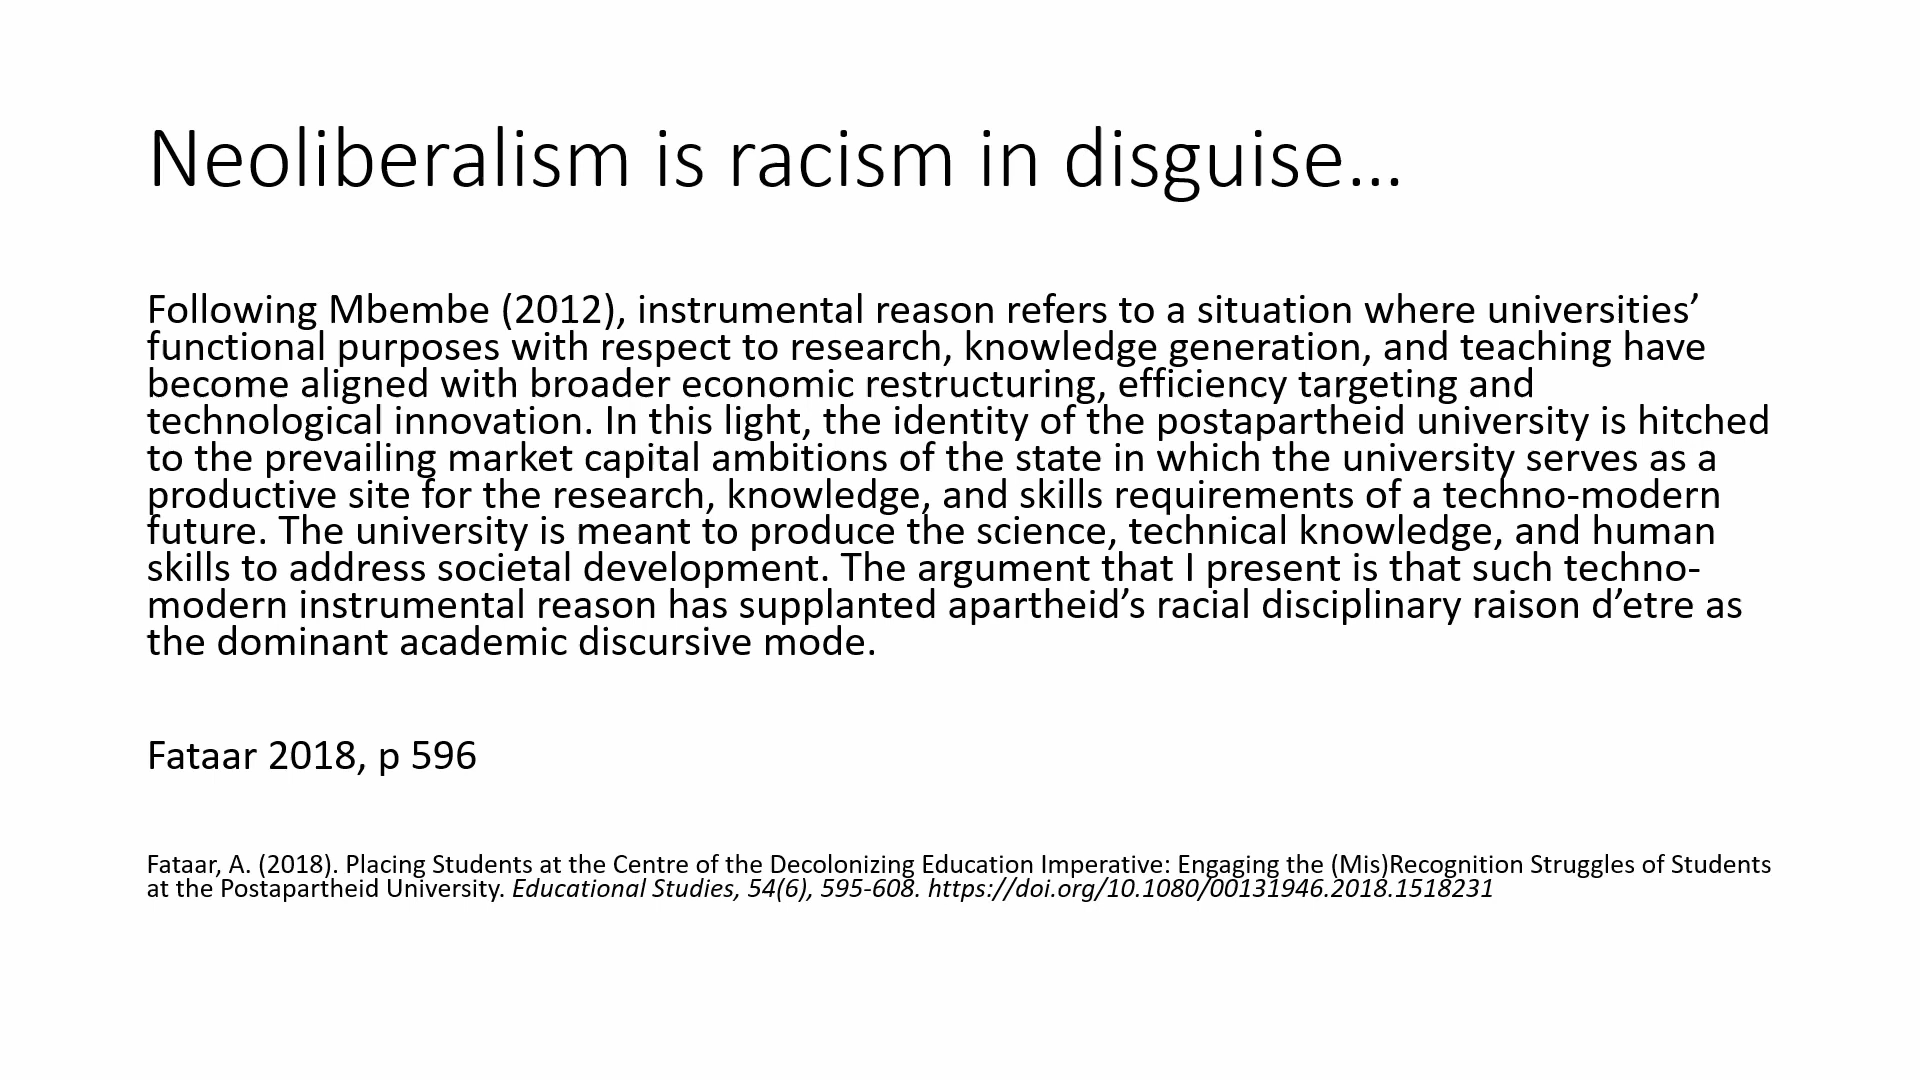 Neoliberalism is racism in disguise…
Following Mbembe (2012), instrumental reason refers to a situation where universities’
functional purposes with respect to research, knowledge generation, and teaching have
become aligned with broader economic restructuring, efficiency targeting and
technological innovation. In this light, the identity of the postapartheid university is hitched
to the prevailing market capital ambitions of the state in which the university serves as a
productive site for the research, knowledge, and skills requirements of a techno-modern
future. The university is meant to produce the science, technical knowledge, and human
skills to address societal development. The argument that I present is that such techno-
modern instrumental reason has supplanted apartheid’s racial disciplinary raison d’etre as
the dominant academic discursive mode.
Fataar 2018, p 596
Fataar, A. (2018). Placing Students at the Centre of the Decolonizing Education Imperative: Engaging the (Mis)Recognition Struggles of Students
at the Postapartheid University. Educational Studies, 54(6), 595-608. https://doi.org/10.1080/00131946.2018.1518231